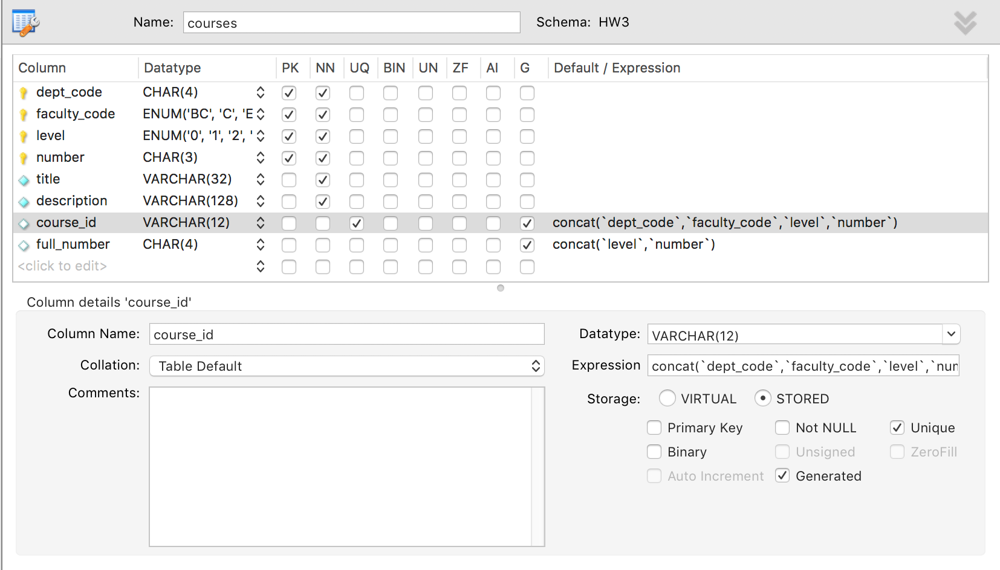 Name: courses Schema: HW3
Column Datatype PK NN UQ BIN UN ZF AI G Default / Expression
dept_code CHAR(4)
faculty_code ENUM('BC', 'C', 'E
level ENUM('0', '1', '2', '
number CHAR(3)
title VARCHAR(32)
description VARCHAR(128)
course_id VARCHAR(12) concat(`dept_code`,`faculty_code`,`level`,`number`)
full_number CHAR(4) concat(`level`,`number`)
<click to edit>
Column details 'course_id'
Column Name: course_id Datatype: VARCHAR(12)
Collation: Table Default Expression concat(`dept_code`,`faculty_code`,`level`,`num
Comments: Storage: VIRTUAL STORED
Primary Key Not NULL Unique
Binary Unsigned ZeroFill
Auto Increment Generated